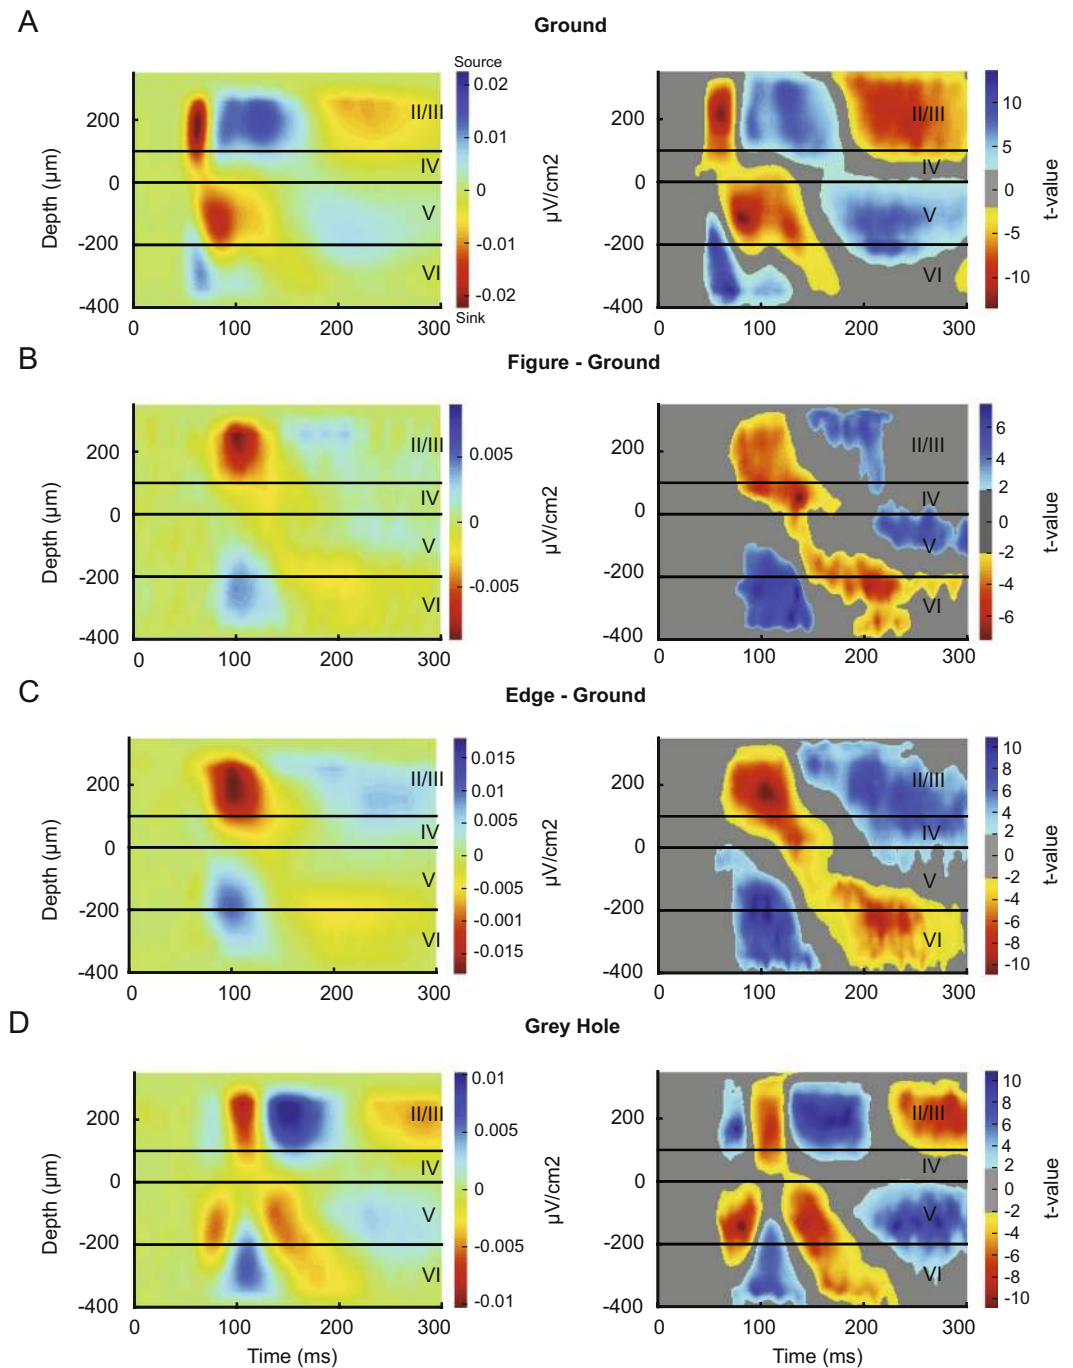 A
Ground
Source
0.02
0.01
0
-0.01
-0.02
Sink
200
0
-200
-400
Depth (µm)
II/III
IV
V
VI
0 100 200 300
µV/cm2
200
0
-200
-400
II/III
IV
V
VI
0 100 200 300
10
5
0
-5
-10
t-value
B
Figure - Ground
200
0
-200
-400
Depth (µm)
II/III
IV
V
VI
0 100 200 300
0.005
0
-0.005
µV/cm2
200
0
-200
-400
II/III
IV
V
VI
0 100 200 300
6
4
2
0
-2
-4
-6
t-value
C
Edge - Ground
200
0
-200
-400
Depth (µm)
II/III
IV
V
VI
0 100 200 300
0.015
0.01
0.005
0
-0.005
-0.001
-0.015
µV/cm2
200
0
-200
-400
II/III
IV
V
VI
0 100 200 300
10
8
6
4
2
0
-2
-4
-6
-8
-10
t-value
D
Grey Hole
200
0
-200
-400
Depth (µm)
II/III
IV
V
VI
0 100 200 300
Time (ms)
0.01
0.005
0
-0.005
-0.01
µV/cm2
200
0
-200
-400
II/III
IV
V
VI
0 100 200 300
Time (ms)
10
8
6
4
2
0
-2
-4
-6
-8
-10
t-value